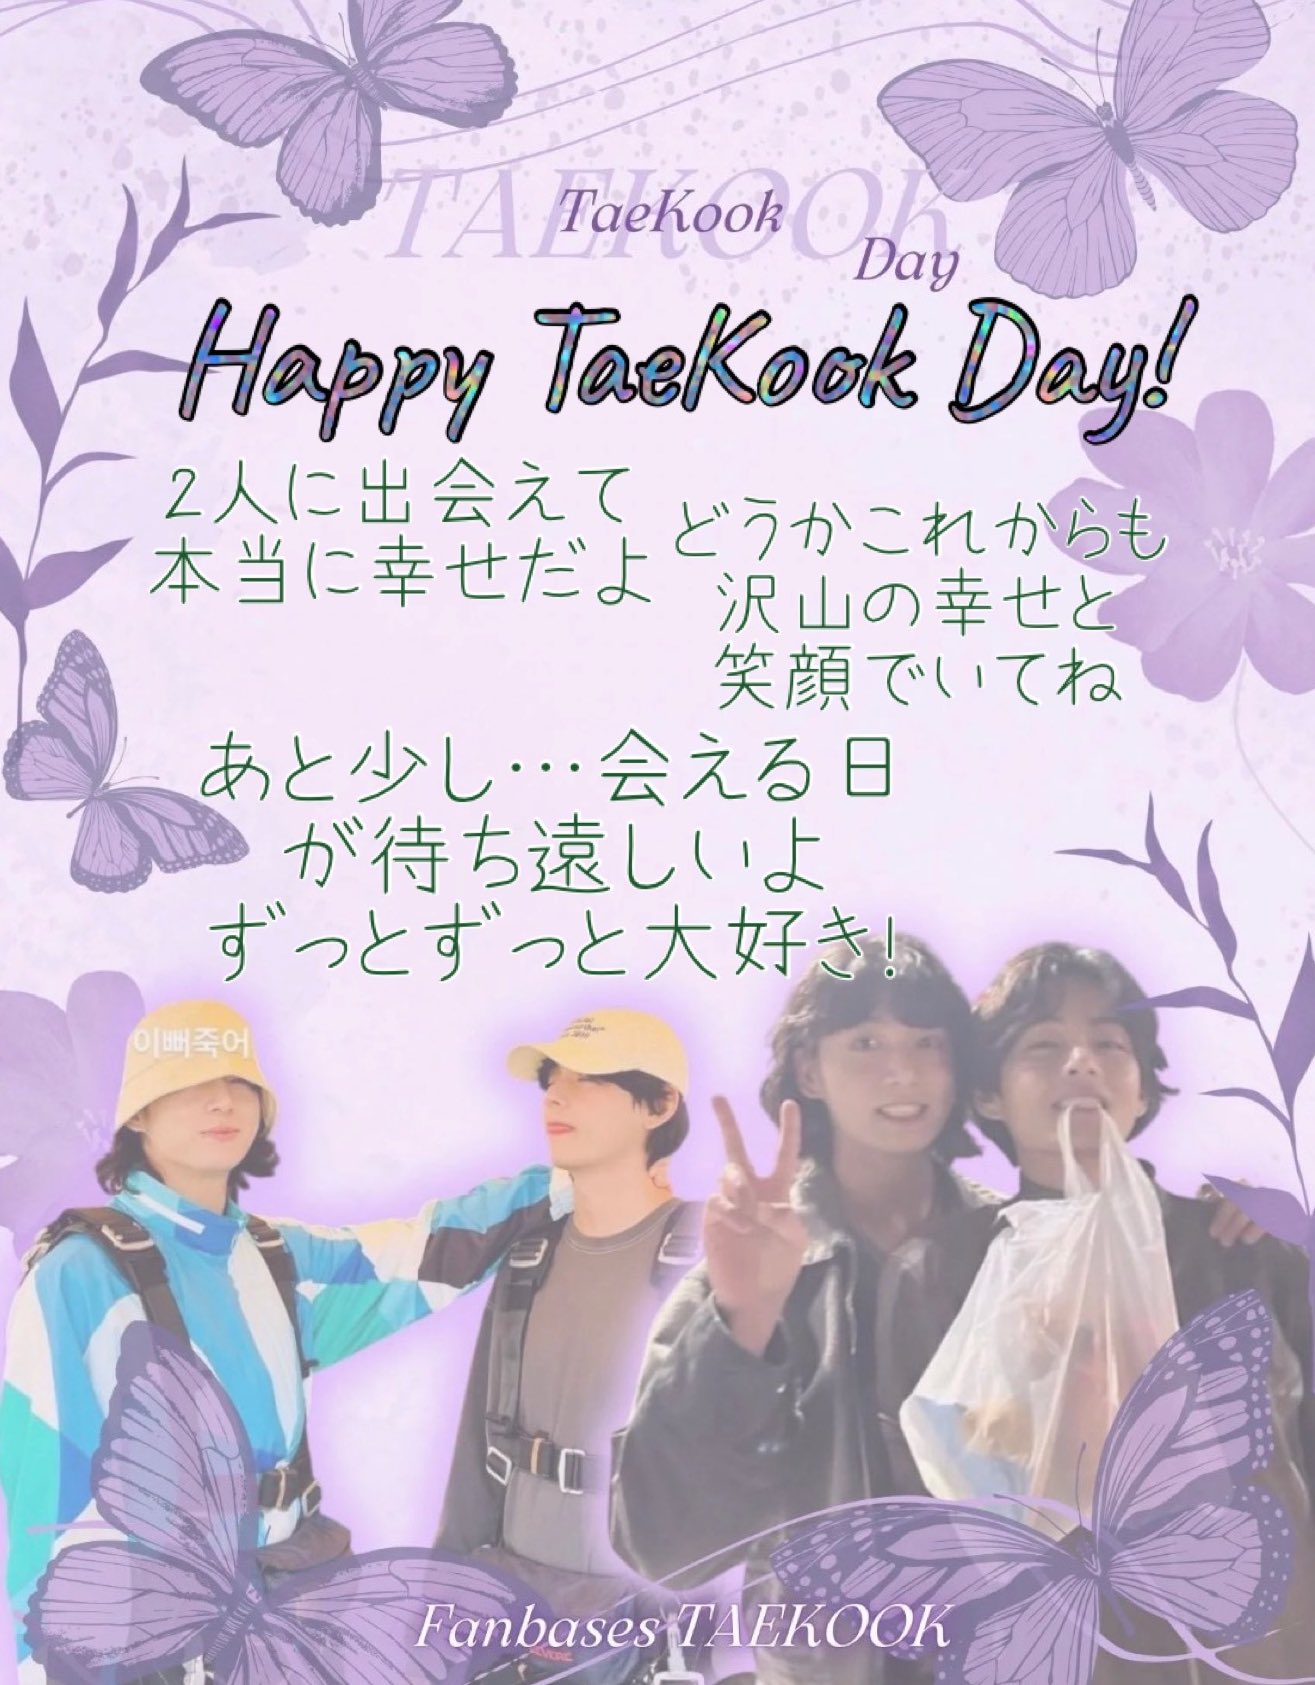 TAEKOOK
TaeKook
Day
Happy TaeKook Day!
2人に出会えて
本当に幸せだよ
どうかこれからも
沢山の幸せと
笑顔でいてね
あと少し…会える日
が待ち遠しいよ
ずっとずっと大好き!
이뻐죽어
Fanbases TAEKOOK